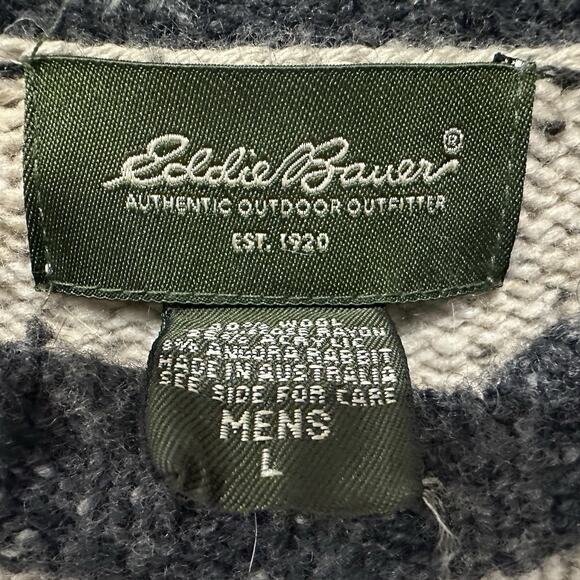 Eddie Bauer ®
AUTHENTIC OUTDOOR OUTFITTER
EST. 1920
WOOL
RAYON
ACRYLIC
ANGORA RABBIT
MADE IN AUSTRALIA
SEE SIDE FOR CARE
MENS
L